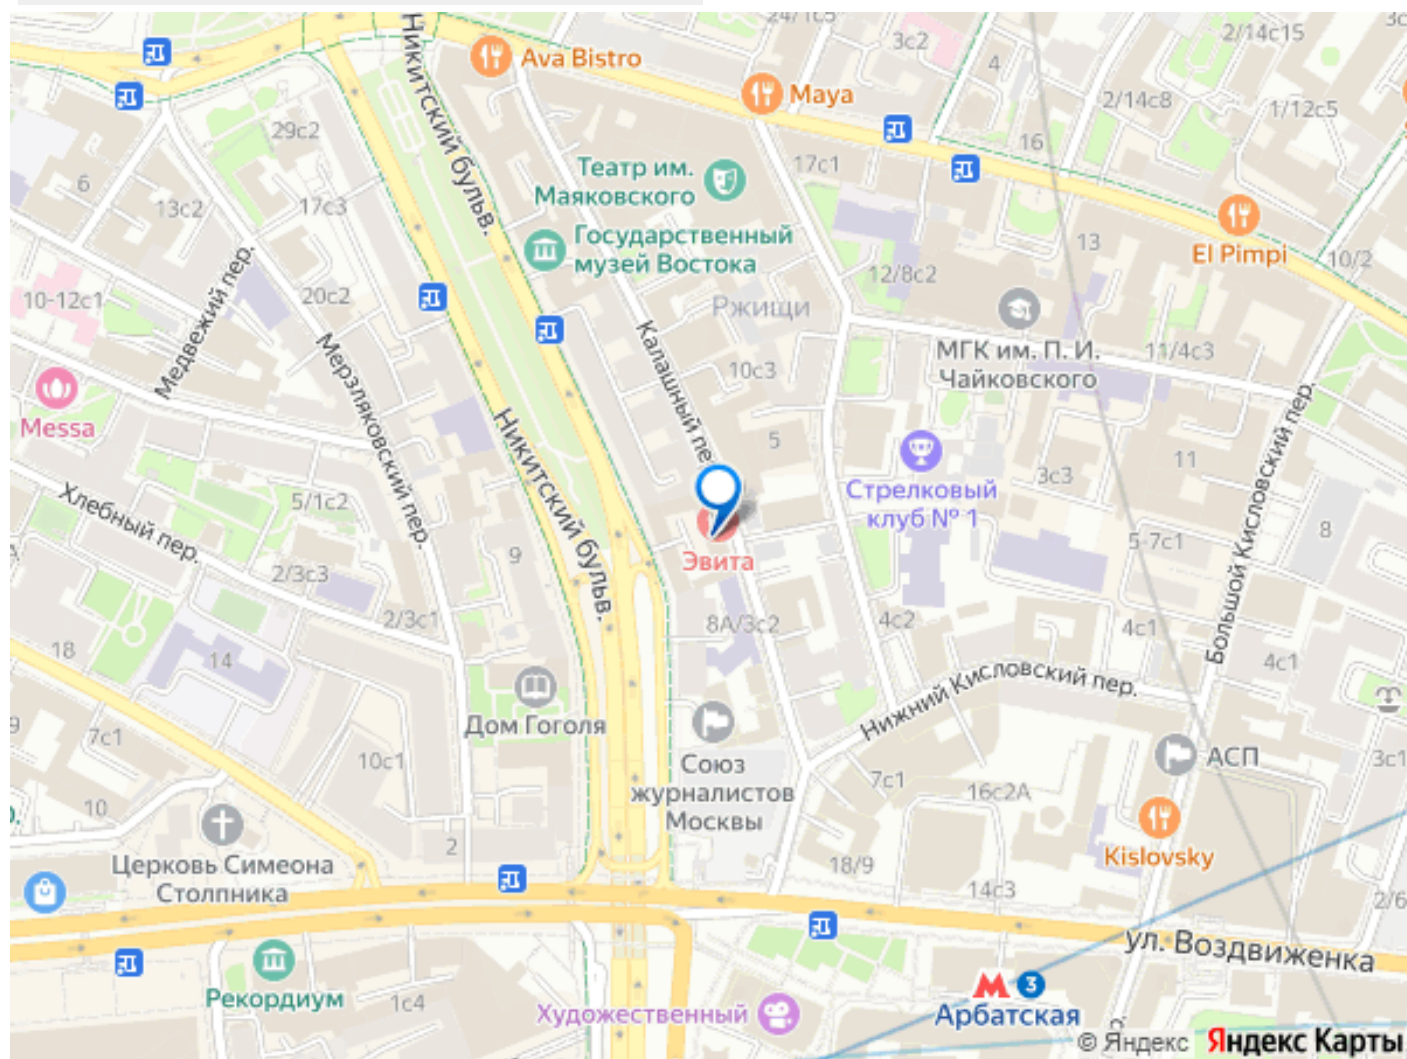 24/1с5
3с2
2/14с15
Ava Bistro
4
Maya
2/14с8
1/12с5
Никитский бульв.
29с2
16
17с1
Театр им.
Маяковского
6
13с2
17с3
13
El Pimpi
10/2
Государственный
музей Востока
12/8с2
Медвежий пер.
10-12с1
20с2
Ржищи
МГК им. П. И.
Чайковского
11/4с3
Калашный пе
10с3
Мерзляковский пер.
Messa
5
3с3
11
Большой Кисловский пер.
Стрелковый
клуб № 1
5/1с2
Хлебный пер.
Никитский бульв.
8
5-7с1
9
Эвита
2/3с3
2/3с1
8А/3с2
4с2
4с1
18
14
4с1
Нижний Кисловский пер.
Дом Гоголя
9
7с1
10с1
Союз
журналистов
Москвы
АСП
3с1
7с1
16с2А
10
2
Kislovsky
Церковь Симеона
Столпника
18/9
14с3
2/6
ул. Воздвиженка
Рекордиум
1с4
Художественный
3
Арбатская
© Яндекс Яндекс Карты